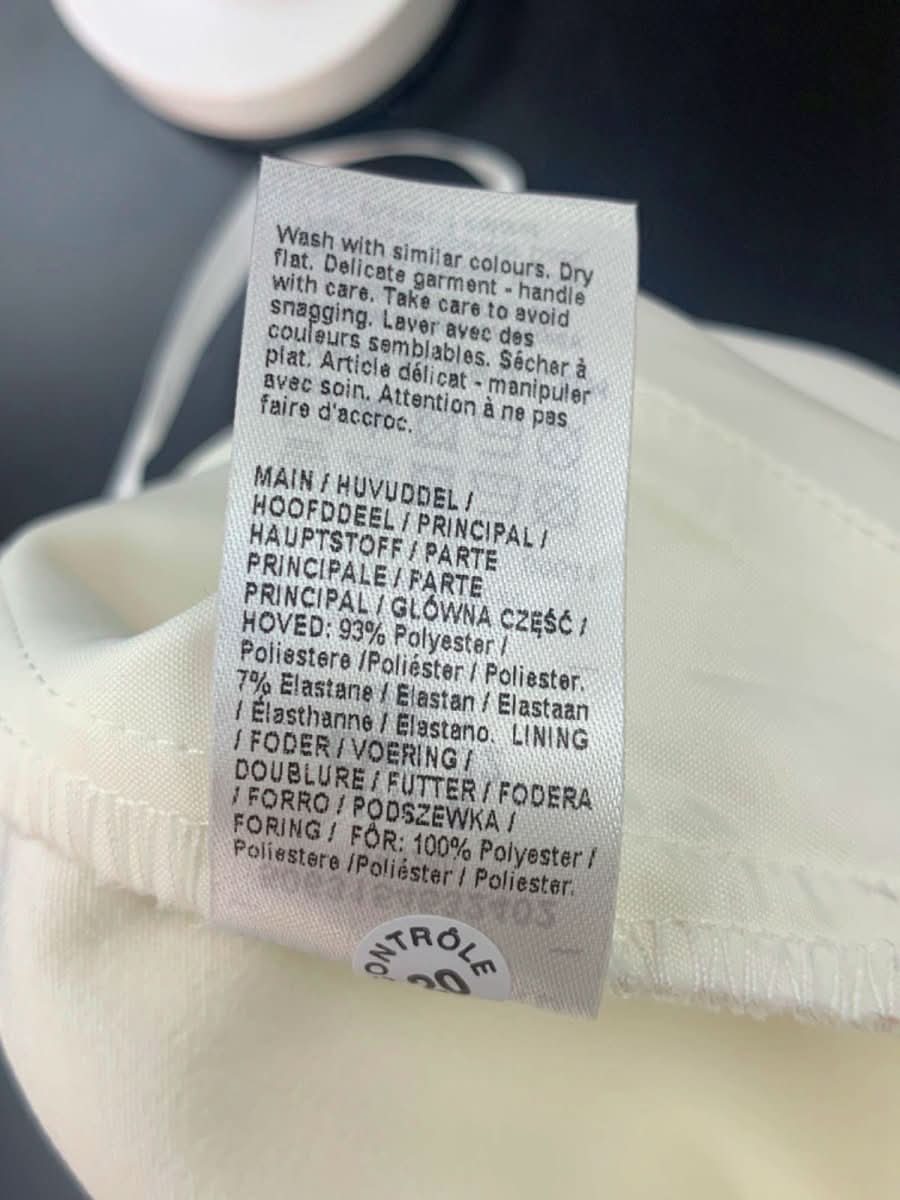 Wash with similar colours. Dry
flat. Delicate garment - handle
with care. Take care to avoid
snagging. Laver avec des
couleurs semblables. Sécher à
plat. Article délicat - manipuler
avec soin. Attention à ne pas
faire d'accroc.
MAIN / HUVUDDEL /
HOOFDDEEL / PRINCIPAL /
HAUPTSTOFF / PARTE
PRINCIPALE / PARTE
PRINCIPAL / GLÓWNA CZĘŚĆ /
HOVED: 93% Polyester /
Poliestere /Poliéster / Poliester.
7% Elastane / Elastan / Elastaan
/ Élasthanne / Elastano. LINING
/ FODER / VOERING /
DOUBLURE / FUTTER / FODERA
/ FORRO / PODSZEWKA /
FORING / FÔR: 100% Polyester /
Poliestere /Poliéster / Poliester.
ONTRÔLE